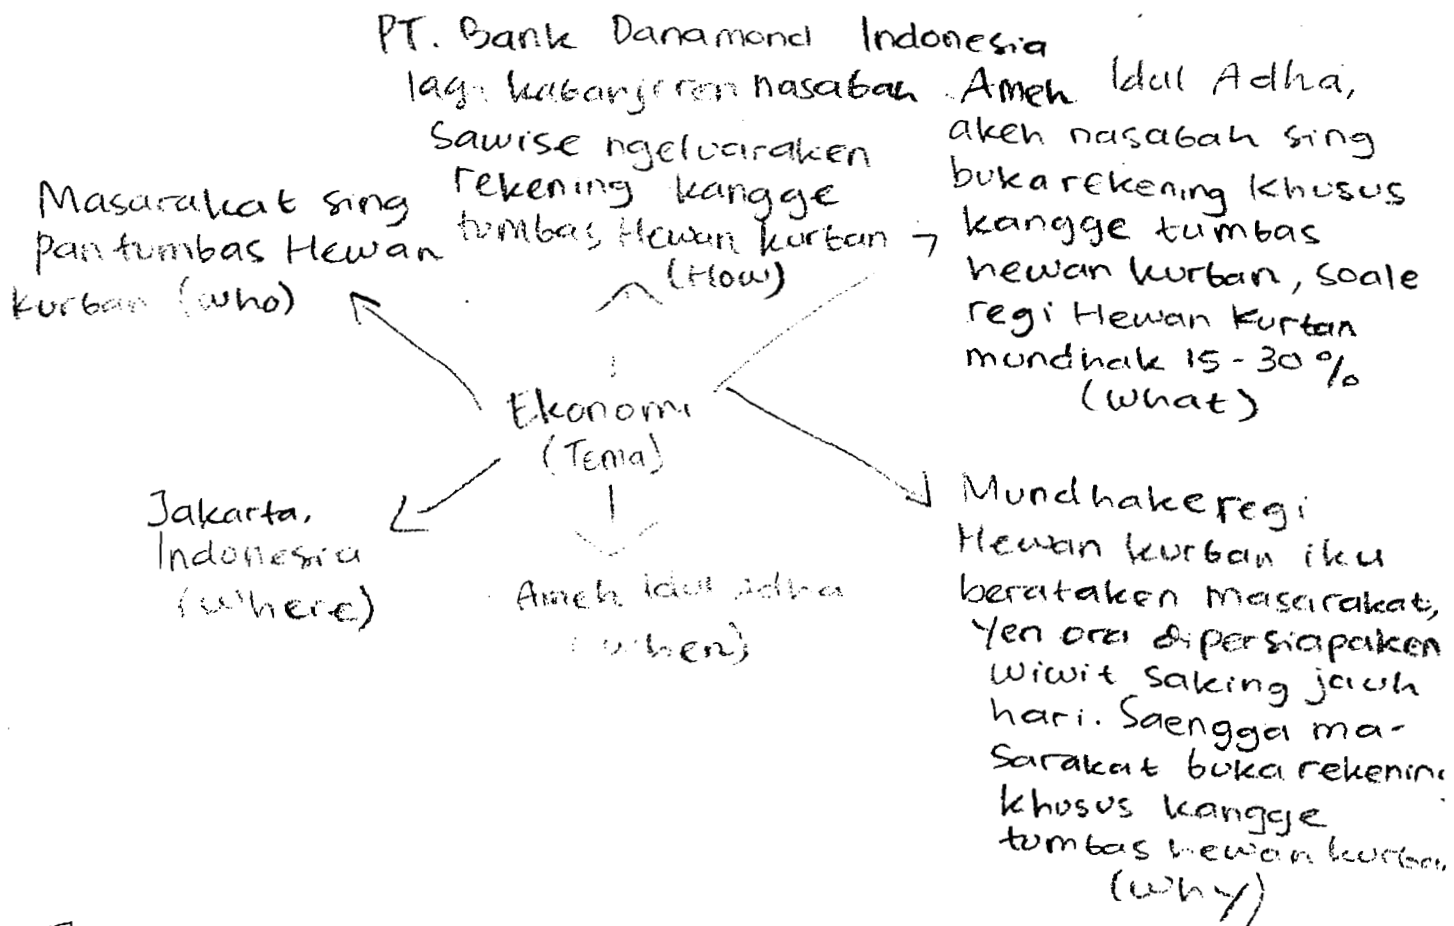 PT. Bank Danamond Indonesia
lagi kabanjiren nasabah
sawise ngeluaraken
rekening kangge
tumbas Hewan kurban
(How)
Ameh Idul Adha,
akeh nasabah sing
buka rekening khusus
kangge tumbas
hewan kurban, soale
regi Hewan Kurban
mundhak 15-30%
(What)
Masarakat sing
pan tumbas Hewan
kurban (who)
Ekonomi
(Tema)
Jakarta,
Indonesia
(Where)
Ameh idul adha
(when)
Mundhake regi
Hewan kurban iku
berataken masarakat,
yen ora dipersiapaken
wiwit saking jauh
hari. Saengga ma-
sarakat buka rekening
khusus kangge
tumbas hewan kurban
(Why)